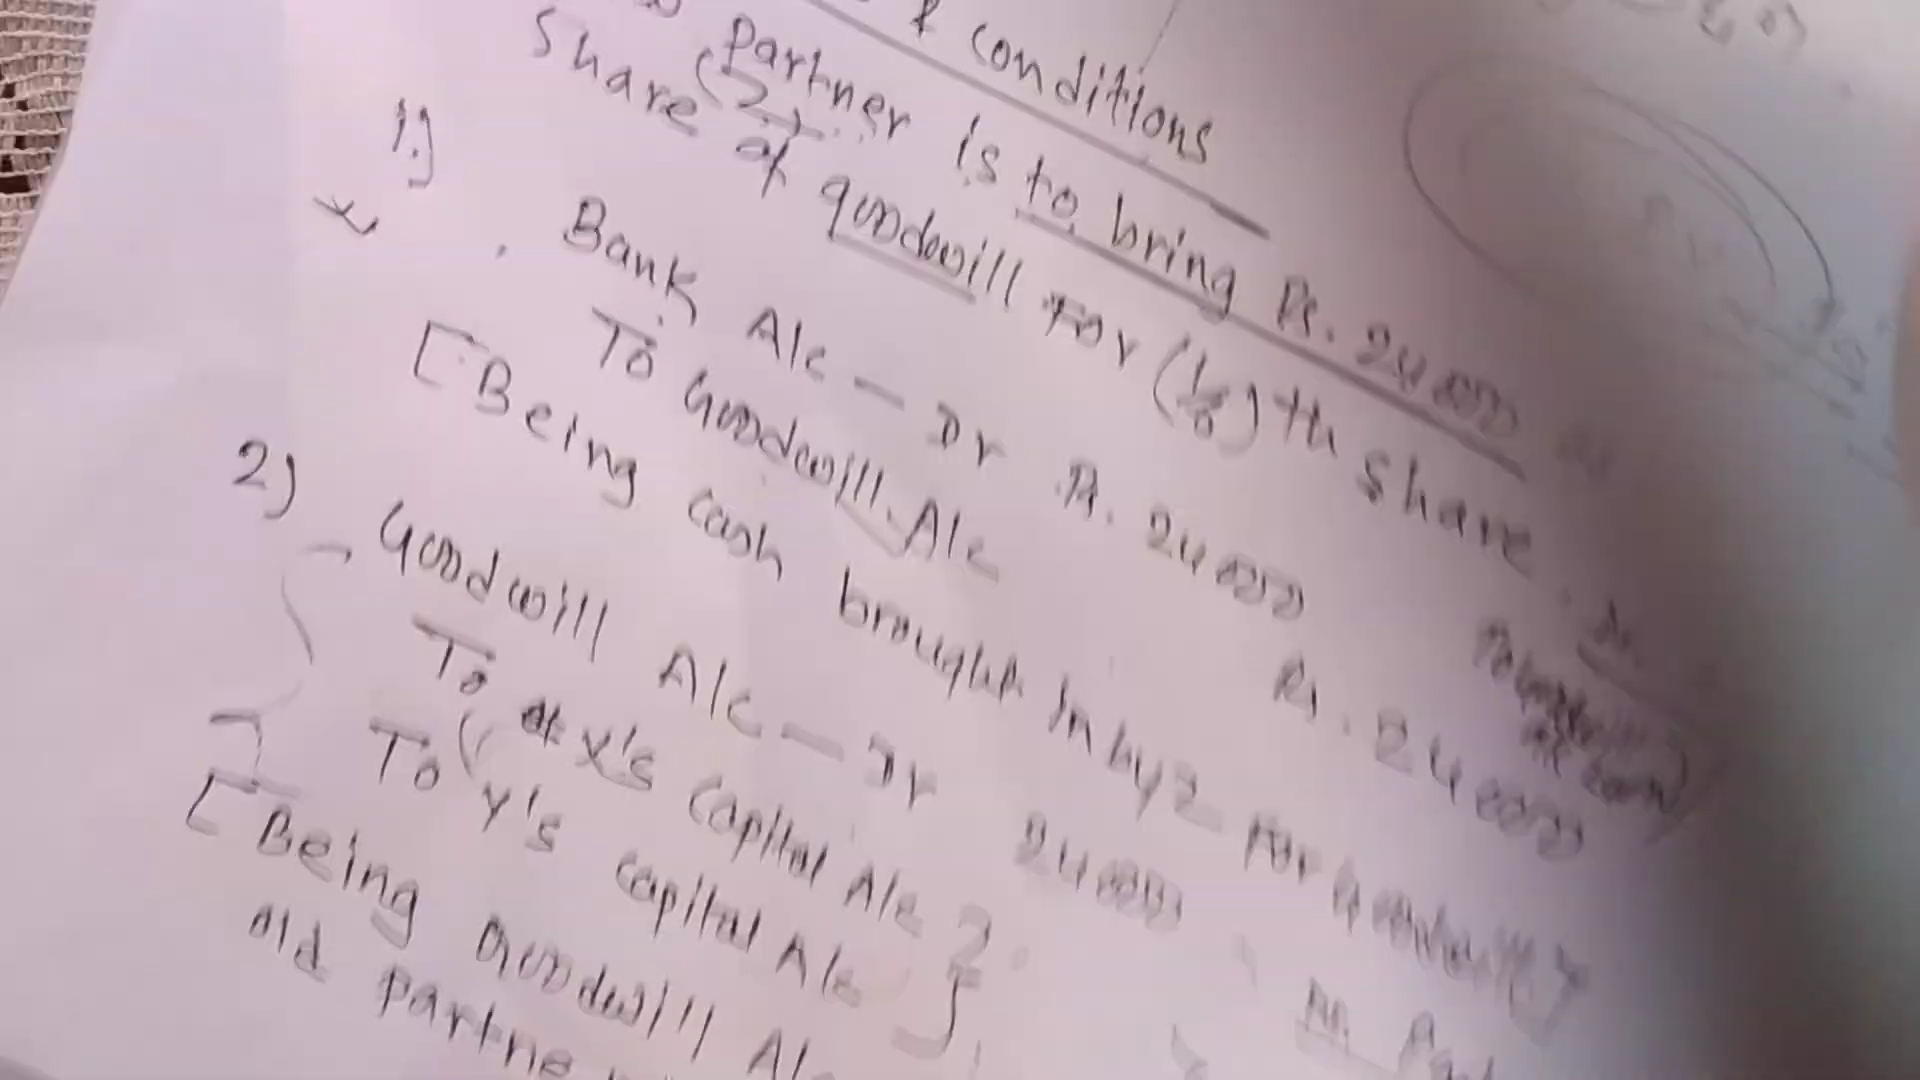 & conditions
Partner is to bring Rs. 24000
(Z)
share of goodwill For (1/6)th share.
1.)
Bank A/c — Dr Rs. 24000
To Goodwill A/c Rs. 24000
[Being cash brought in by Z For goodwill]
2)
Goodwill A/c — Dr 24000
To X's capital A/c
To Y's capital A/c
[Being goodwill A/c
old partne